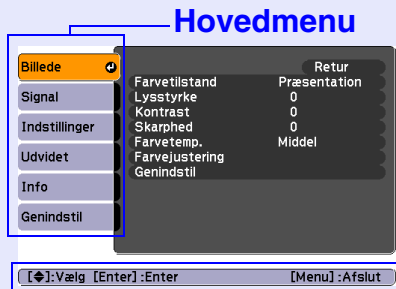 Hovedmenu
Billede
Signal
Indstillinger
Udvidet
Info
Genindstil
Retur
Farvetilstand Præsentation
Lysstyrke 0
Kontrast 0
Skarphed 0
Farvetemp. Middel
Farvejustering
Genindstil
[◆]:Vælg [Enter]:Enter [Menu]:Afslut